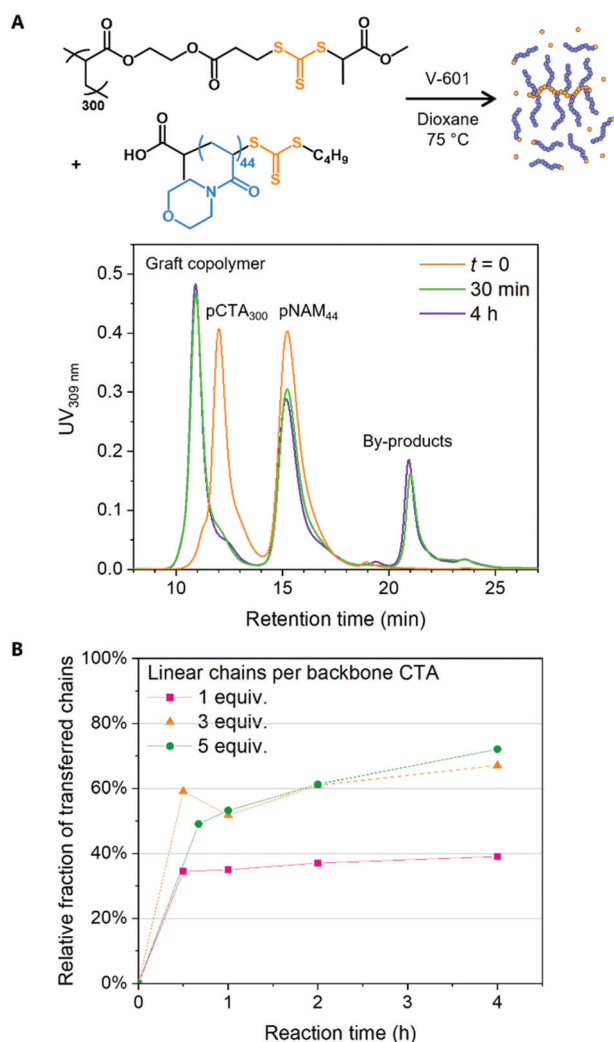 A
O
O
O
O
O
S
S
S
O
O
300
V-601
Dioxane
75 °C
+
HO
O
44
S
S
S
C4H9
N
O
O
Graft copolymer
pCTA300
pNAM44
By-products
t = 0
30 min
4 h
0.5
0.4
0.3
0.2
0.1
0.0
UV309 nm
10
15
20
25
Retention time (min)
B
Linear chains per backbone CTA
1 equiv.
3 equiv.
5 equiv.
100%
80%
60%
40%
20%
0%
Relative fraction of transferred chains
0
1
2
3
4
Reaction time (h)